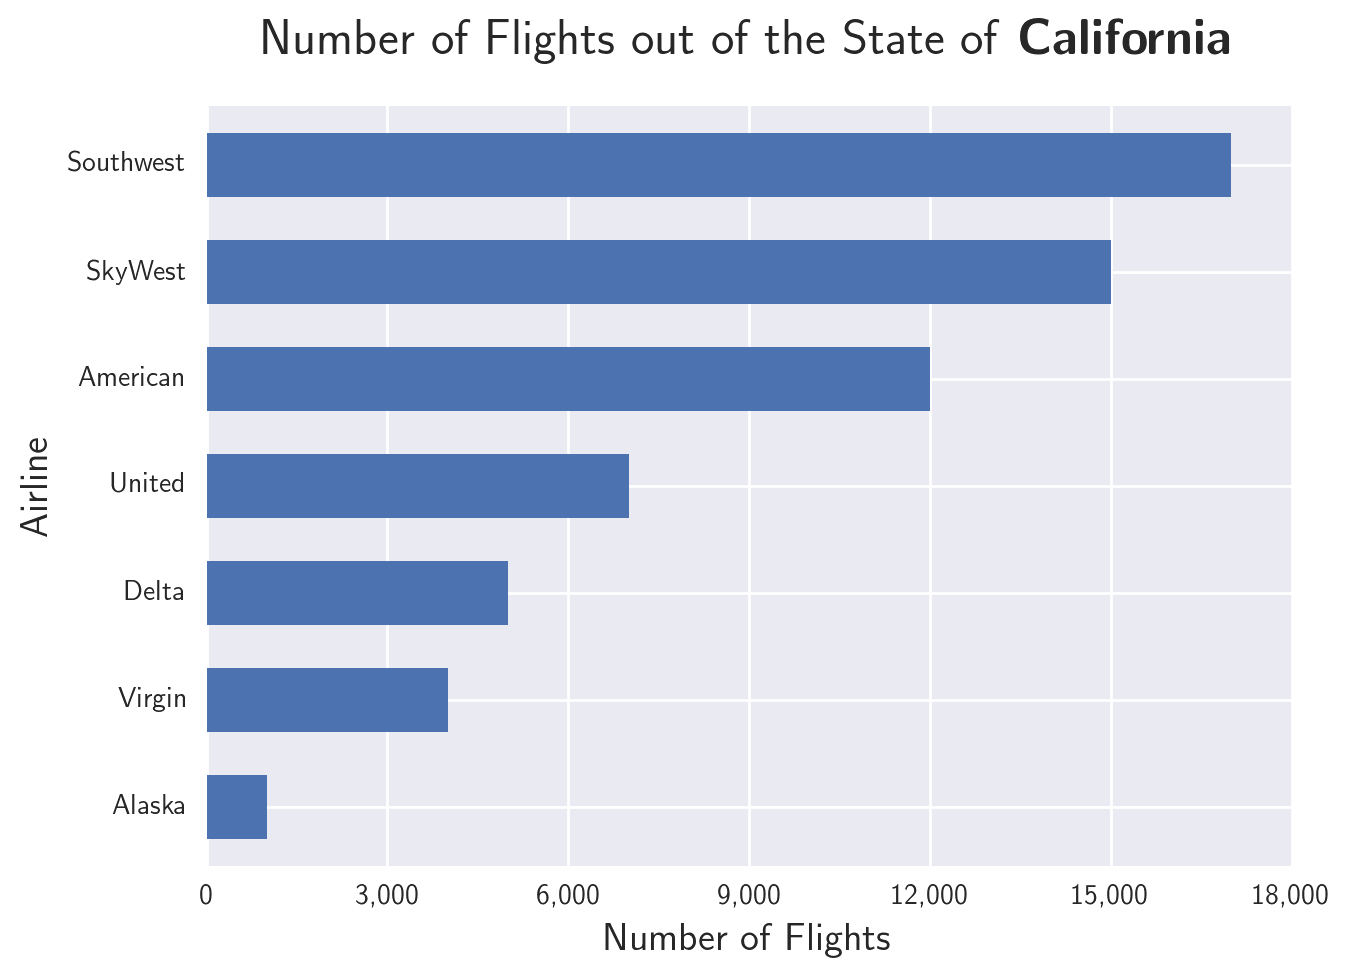 Number of Flights out of the State of California
Southwest
SkyWest
American
United
Delta
Virgin
Alaska
Airline
0 3,000 6,000 9,000 12,000 15,000 18,000
Number of Flights